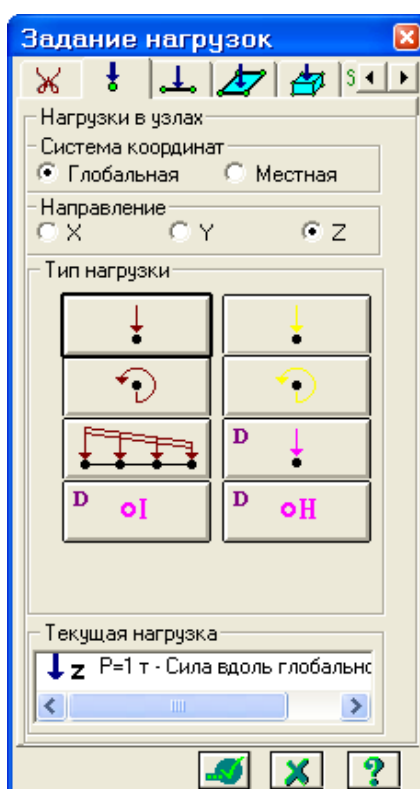 Задание нагрузок
S
Нагрузки в узлах
Система координат
Глобальная Местная
Направление
X Y Z
Тип нагрузки
D
D I D H
Текущая нагрузка
Z P=1 т - Сила вдоль глобально
?